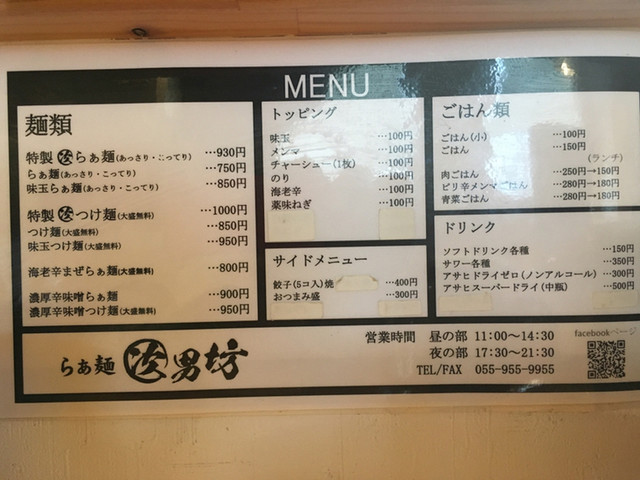 MENU
麺類
特製 次らぁ麺(あっさり・こってり) …930円
らぁ麺(あっさり・こってり) …750円
味玉らぁ麺(あっさり・こってり) …850円
特製 次つけ麺(大盛無料) …1000円
つけ麺(大盛無料) …850円
味玉つけ麺(大盛無料) …950円
海老辛まぜらぁ麺(大盛無料) …800円
濃厚辛味噌らぁ麺 …900円
濃厚辛味噌つけ麺(大盛無料) …950円
トッピング
味玉 …100円
メンマ …100円
チャーシュー(1枚) …100円
のり …100円
海老辛 …100円
薬味ねぎ …100円
サイドメニュー
餃子(5コ入)焼 …400円
おつまみ盛 …300円
ごはん類
ごはん(小) …100円
ごはん …150円
(ランチ)
肉ごはん …250円→150円
ピリ辛メンマごはん …280円→180円
青菜ごはん …280円→180円
ドリンク
ソフトドリンク各種 …150円
サワー各種 …350円
アサヒドライゼロ(ノンアルコール) …300円
アサヒスーパードライ(中瓶) …500円
らぁ麺 次男坊
営業時間 昼の部 11:00～14:30
夜の部 17:30～21:30
TEL/FAX 055-955-9955
facebookページ